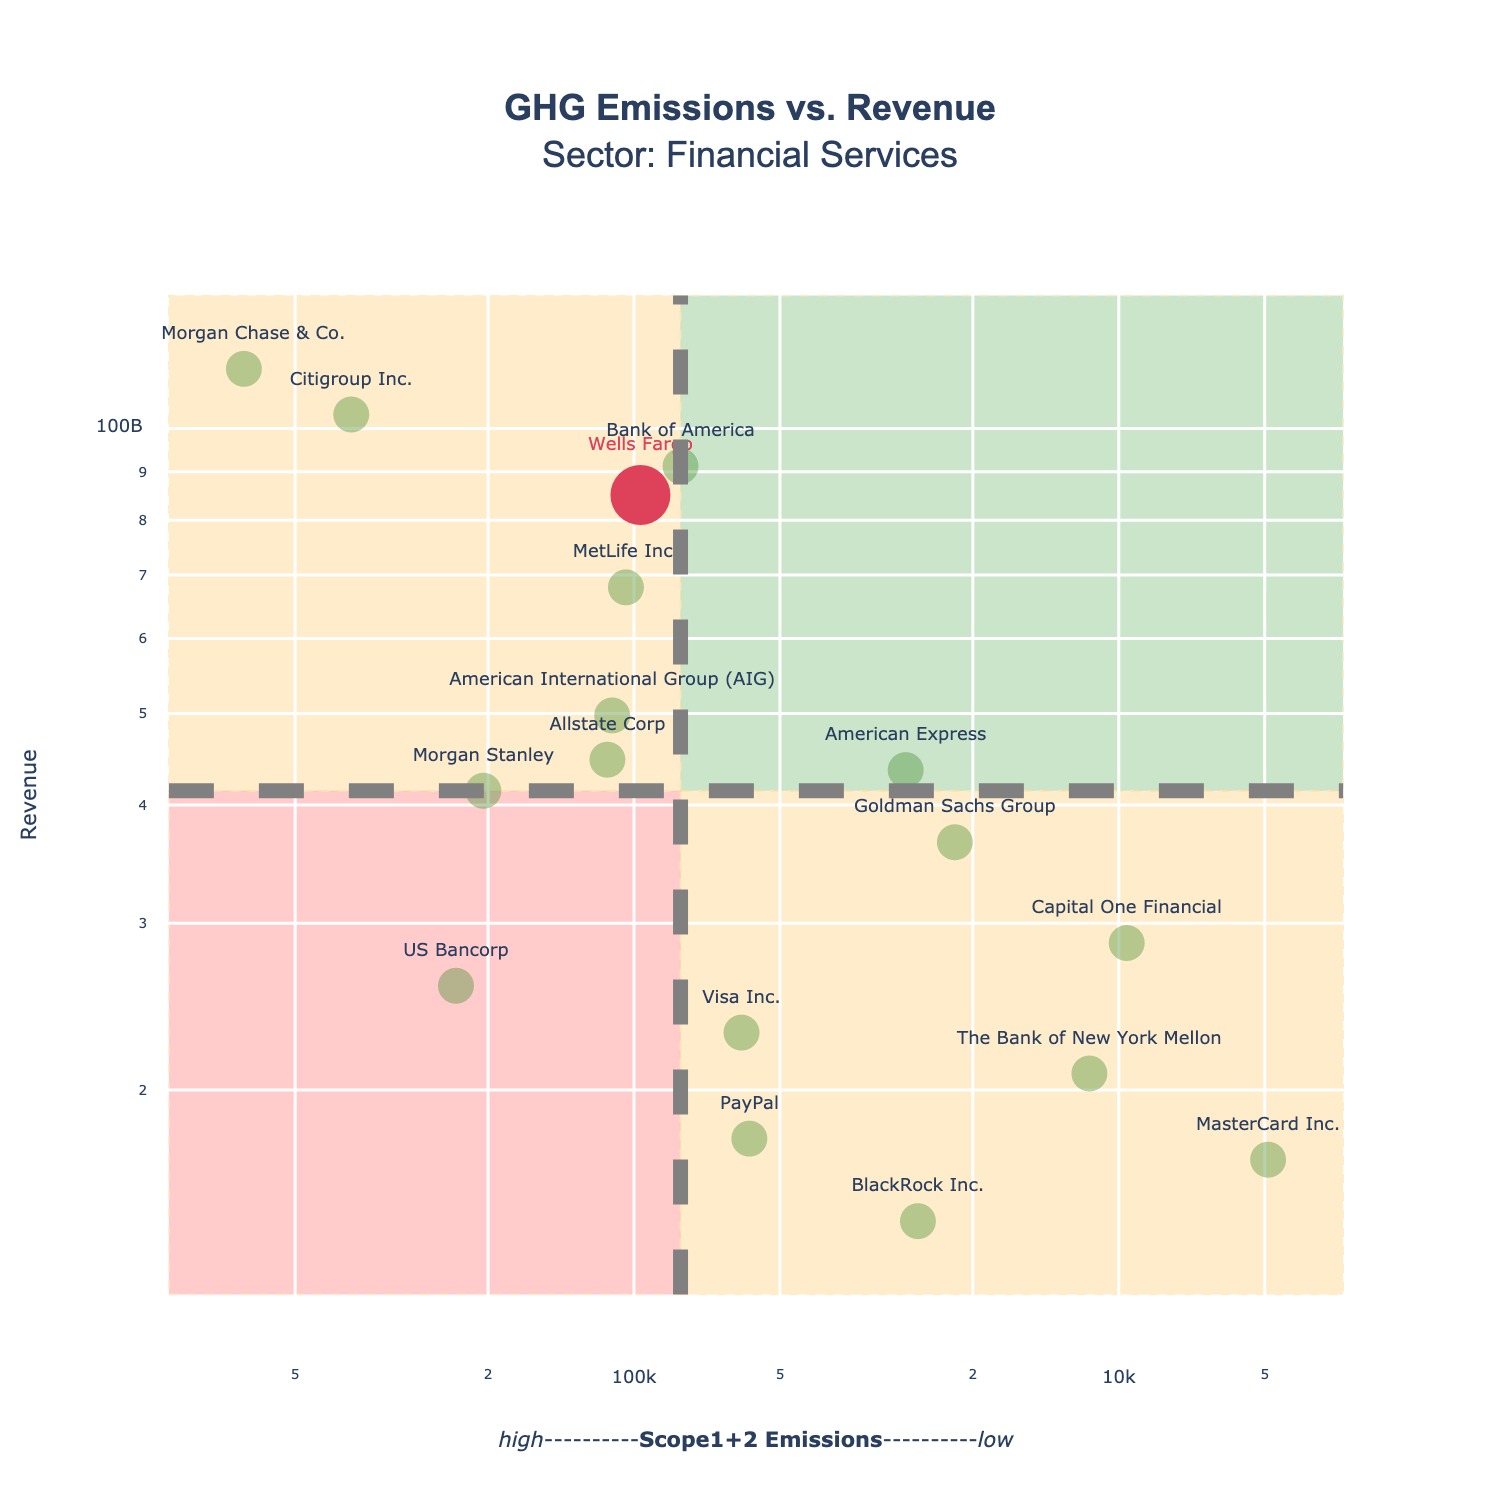 GHG Emissions vs. Revenue
Sector: Financial Services
Morgan Chase & Co.
Citigroup Inc.
100B
Bank of America
Wells Fargo
9
8
MetLife Inc
7
6
American International Group (AIG)
5
Allstate Corp
American Express
Morgan Stanley
Revenue
4
Goldman Sachs Group
Capital One Financial
3
US Bancorp
Visa Inc.
The Bank of New York Mellon
2
PayPal
MasterCard Inc.
BlackRock Inc.
5 2 100k 5 2 10k 5
high----------Scope1+2 Emissions----------low